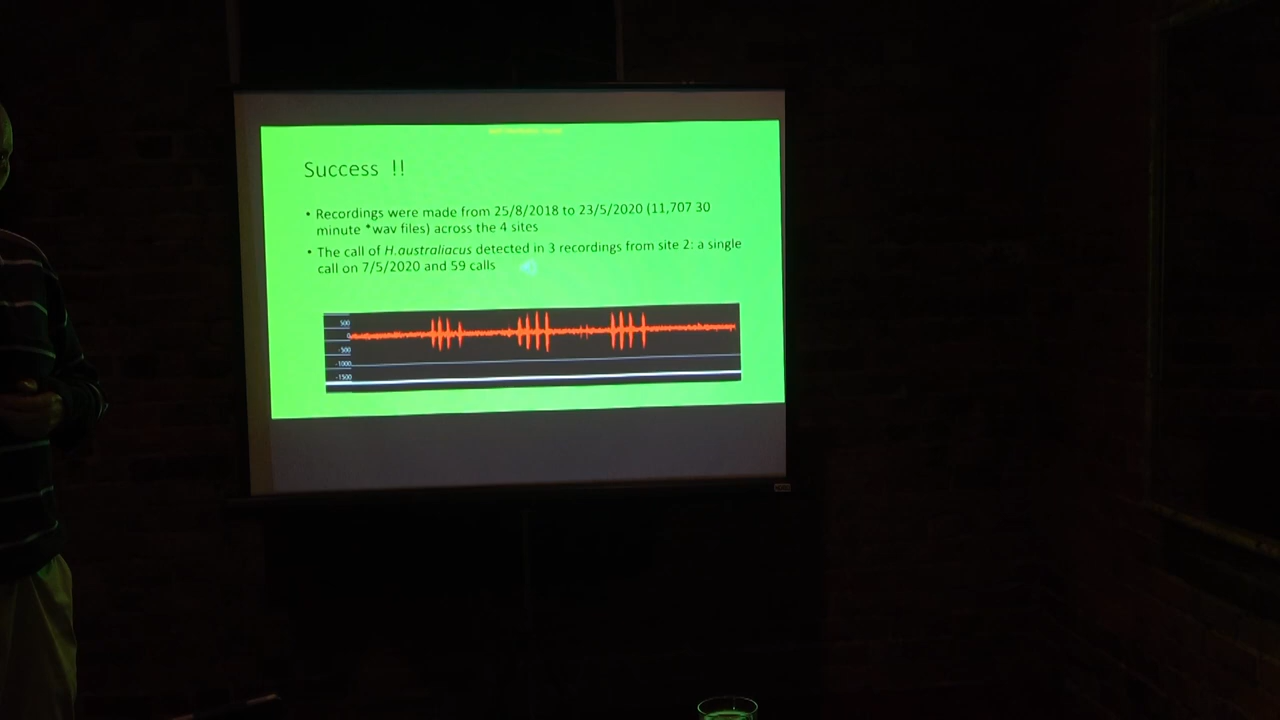 Success !!
• Recordings were made from 25/8/2018 to 23/5/2020 (11,707 30
minute *wav files) across the 4 sites
• The call of H.australiacus detected in 3 recordings from site 2: a single
call on 7/5/2020 and 59 calls
500
0
-500
-1000
-1500